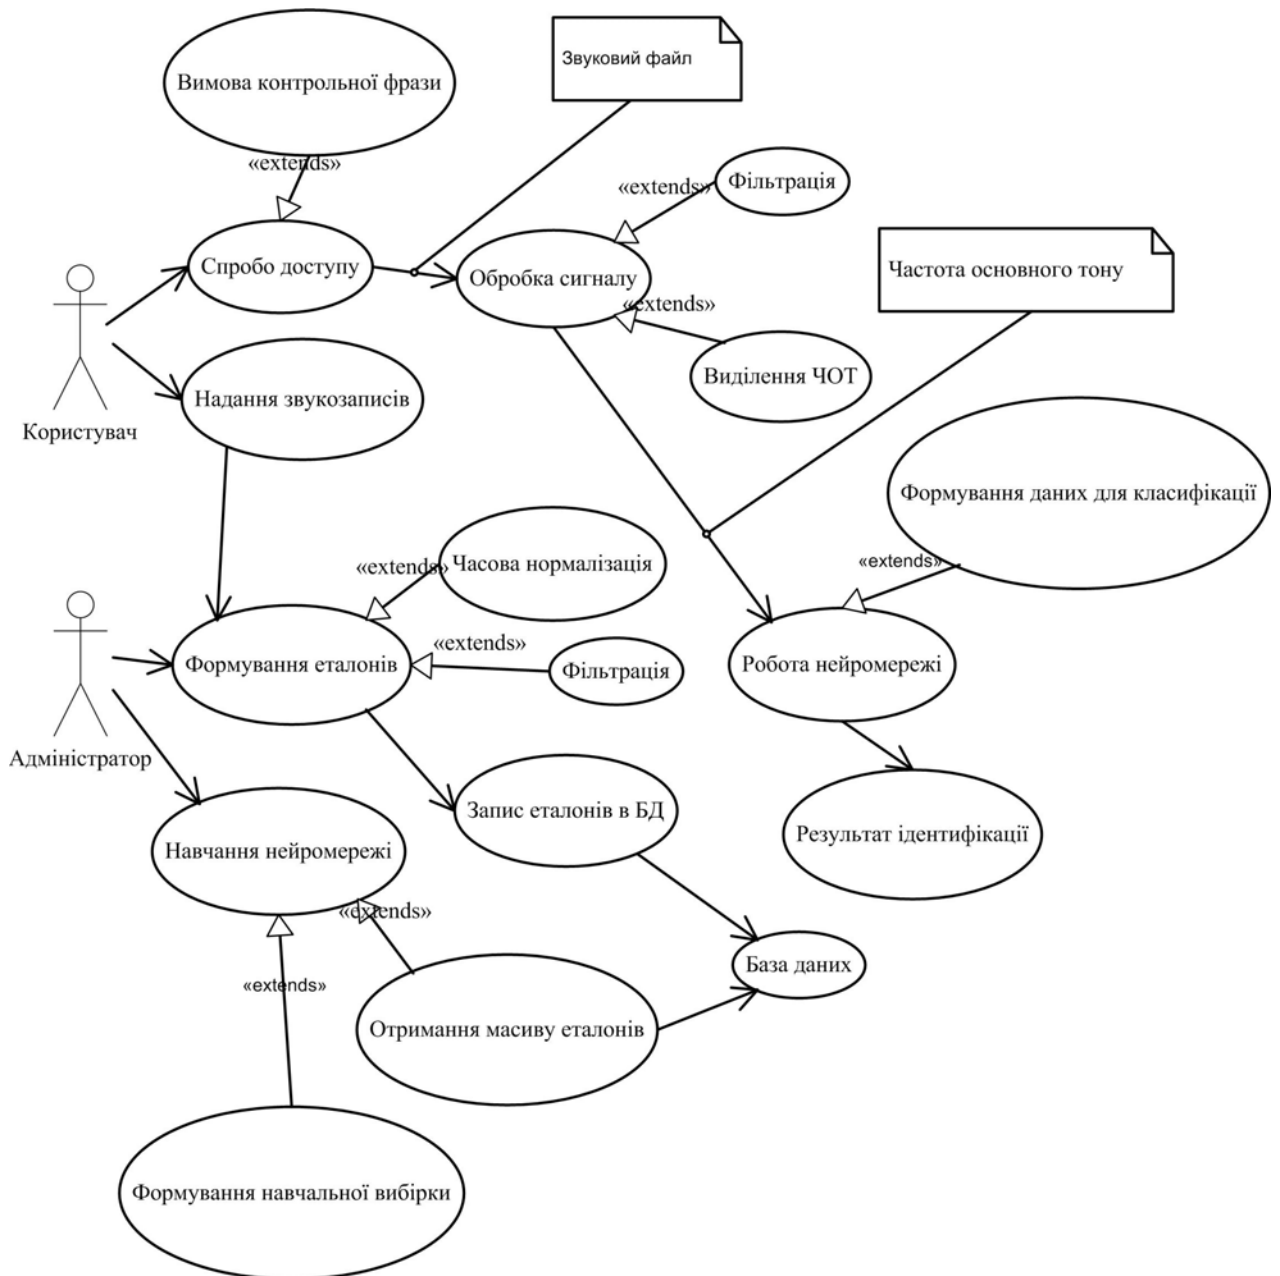 Звуковий файл
Вимова контрольної фрази
«extends»
Фільтрація
«extends»
Частота основного тону
Спробо доступу
Обробка сигналу
«extends»
Виділення ЧОТ
Надання звукозаписів
Користувач
Формування даних для класифікації
Часова нормалізація
«extends»
«extends»
«extends»
Формування еталонів
Фільтрація
Робота нейромережі
Адміністратор
Запис еталонів в БД
Результат ідентифікації
Навчання нейромережі
«extends»
База даних
«extends»
Отримання масиву еталонів
Формування навчальної вибірки